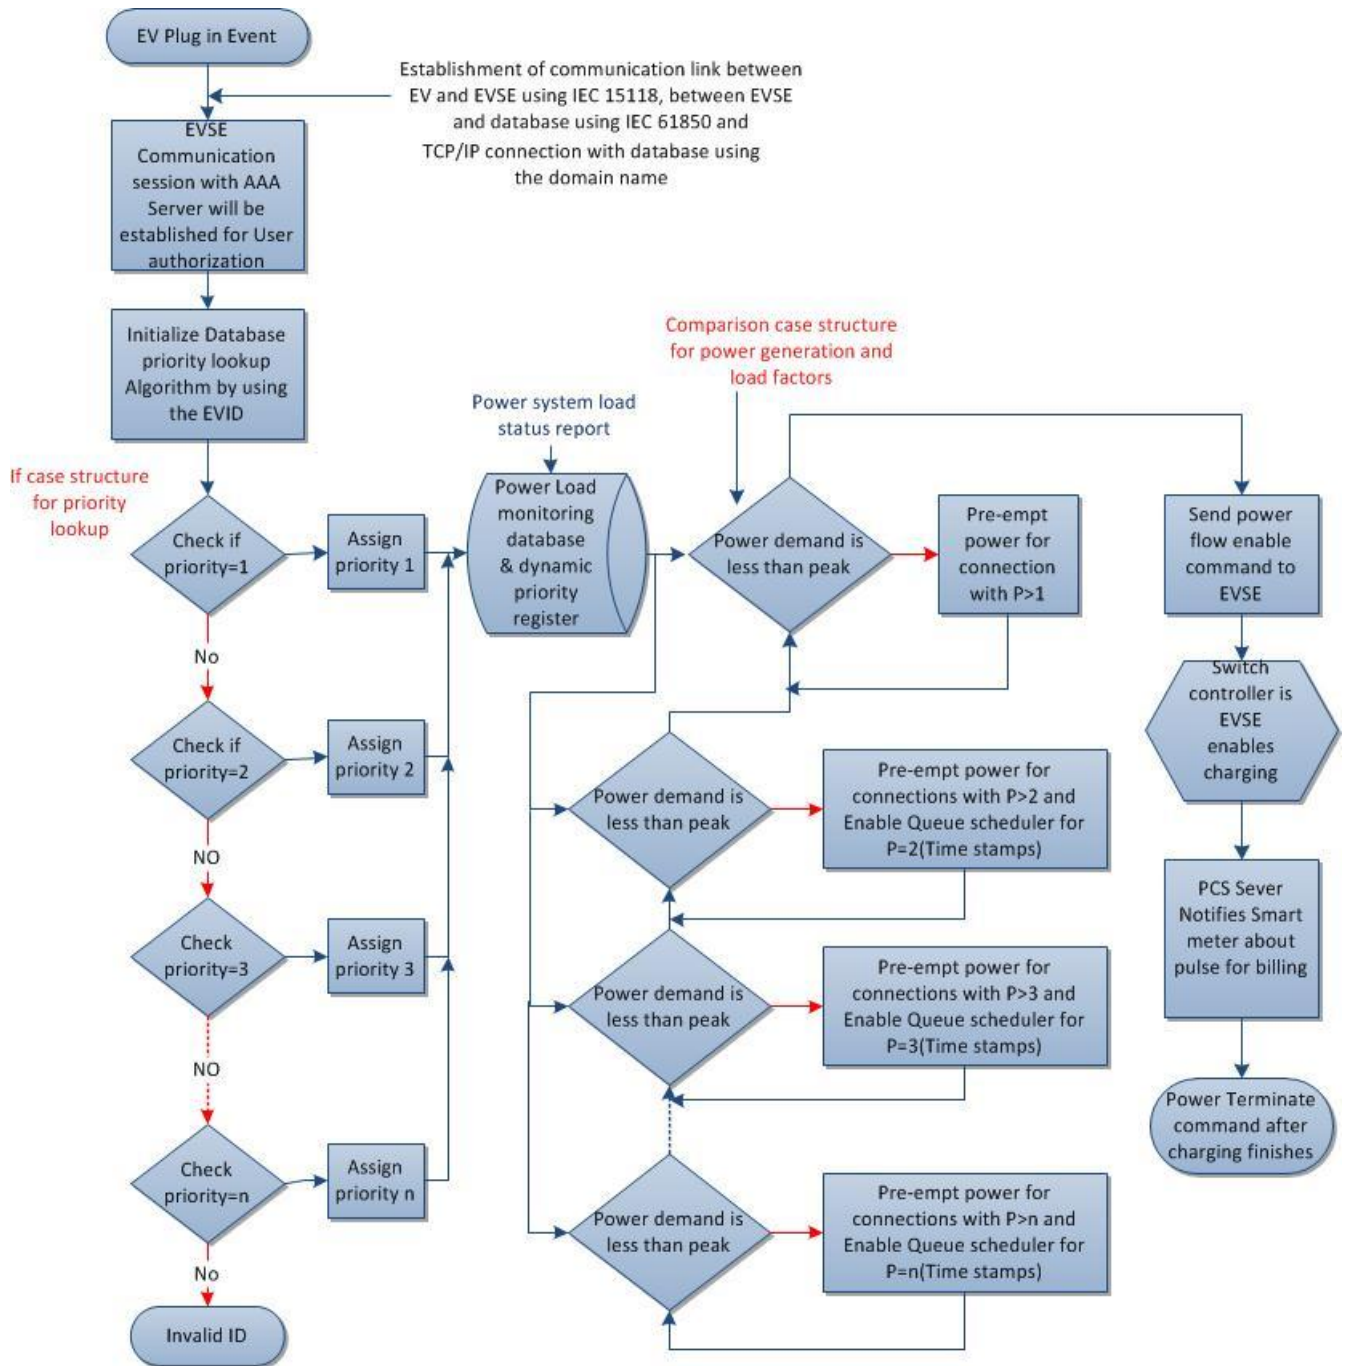 EV Plug in Event
Establishment of communication link between
EV and EVSE using IEC 15118, between EVSE
and database using IEC 61850 and
TCP/IP connection with database using
the domain name
EVSE
Communication
session with AAA
Server will be
established for User
authorization
Initialize Database
priority lookup
Algorithm by using
the EVID
If case structure
for priority
lookup
Check if
priority=1
Assign
priority 1
No
Check if
priority=2
Assign
priority 2
NO
Check
priority=3
Assign
priority 3
NO
Check
priority=n
Assign
priority n
No
Invalid ID
Power system load
status report
Power Load
monitoring
database
& dynamic
priority
register
Comparison case structure
for power generation and
load factors
Power demand is
less than peak
Pre-empt
power for
connection
with P>1
Power demand is
less than peak
Pre-empt power for
connections with P>2 and
Enable Queue scheduler for
P=2(Time stamps)
Power demand is
less than peak
Pre-empt power for
connections with P>3 and
Enable Queue scheduler for
P=3(Time stamps)
Power demand is
less than peak
Pre-empt power for
connections with P>n and
Enable Queue scheduler for
P=n(Time stamps)
Send power
flow enable
command to
EVSE
Switch
controller is
EVSE
enables
charging
PCS Sever
Notifies Smart
meter about
pulse for billing
Power Terminate
command after
charging finishes